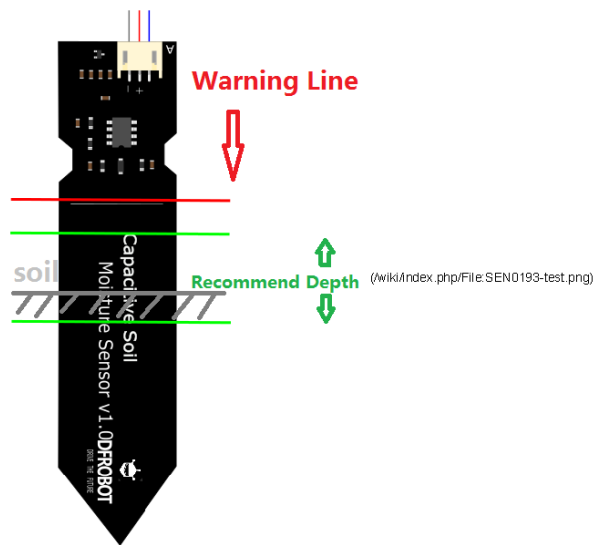 A
- +
Warning Line
soil
Recommend Depth
(/wiki/index.php/File:SEN0193-test.png)
Capacitive Soil
Moisture Sensor v1.0
DFROBOT
DRIVE THE FUTURE